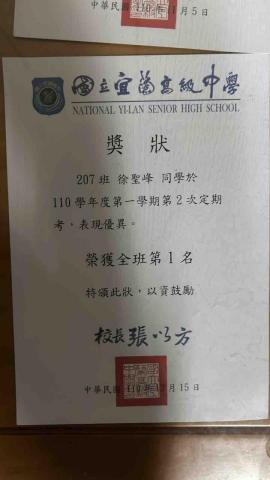 中華民國 110 年 11 月 5 日
國立宜蘭高級中學
NATIONAL YI-LAN SENIOR HIGH SCHOOL
獎 狀
207 班 徐聖峰 同學於
110 學年度第一學期第 2 次定期
考,表現優異。
榮獲全班第 1 名
特頒此狀,以資鼓勵
校長 張以方
中華民國 110 年 月 15 日